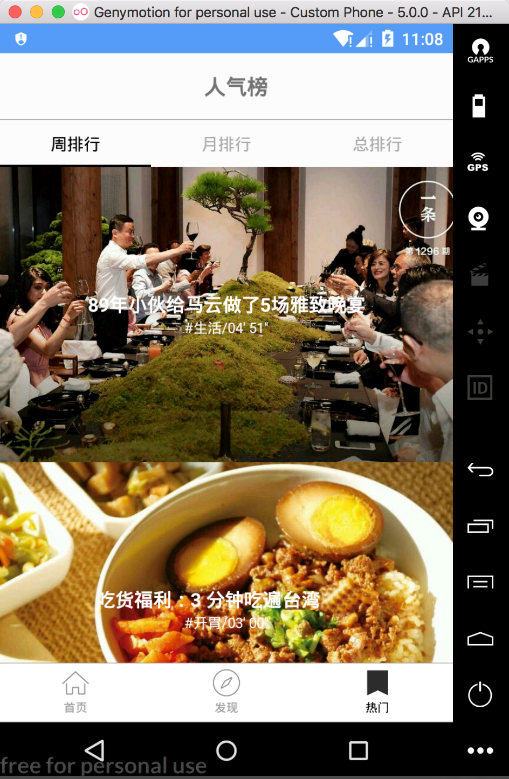 Genymotion for personal use - Custom Phone - 5.0.0 - API 21...
11:08
GAPPS
人气榜
周排行
月排行
总排行
GPS
一条
第 1296 期
89年小伙给马云做了5场雅致晚宴
#生活/04' 51"
ID
吃货福利：3 分钟吃遍台湾
#开胃/03' 00"
首页
发现
热门
free for personal use